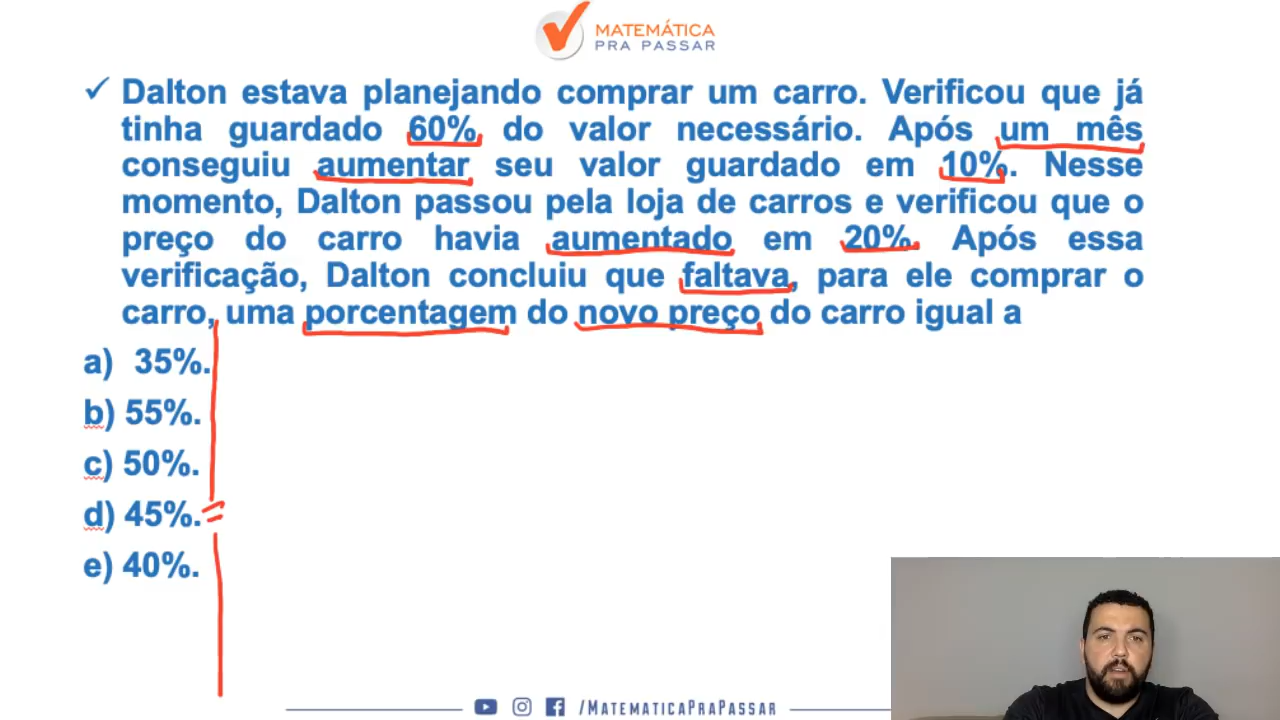 MATEMÁTICA
PRA PASSAR
✓ Dalton estava planejando comprar um carro. Verificou que já
tinha guardado 60% do valor necessário. Após um mês
conseguiu aumentar seu valor guardado em 10%. Nesse
momento, Dalton passou pela loja de carros e verificou que o
preço do carro havia aumentado em 20%. Após essa
verificação, Dalton concluiu que faltava, para ele comprar o
carro, uma porcentagem do novo preço do carro igual a
a) 35%.
b) 55%.
c) 50%.
d) 45%.
e) 40%.
/MATEMATICAPRAPASSAR